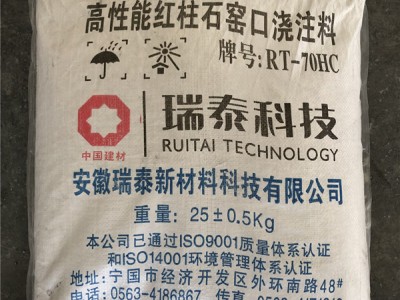 高性能红柱石窑口浇注料
牌号:RT-70HC
中国建材
瑞泰科技
RUITAI TECHNOLOGY
安徽瑞泰新材料科技有限公司
重量: 25±0.5Kg
本公司已通过ISO9001质量体系认证
和ISO14001环境管理体系认证
地址:宁国市经济开发区外环南路48#
电话:0563-4186867 传真